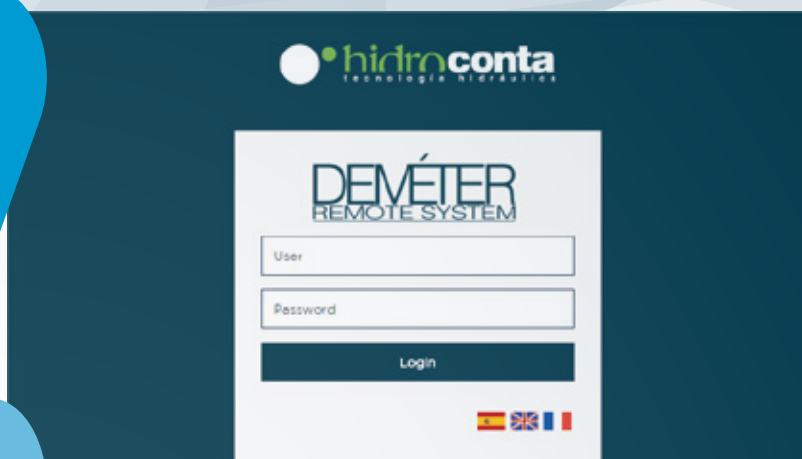 hidroconta
tecnología hidráulica
DEMÉTER
REMOTE SYSTEM
User
Password
Login